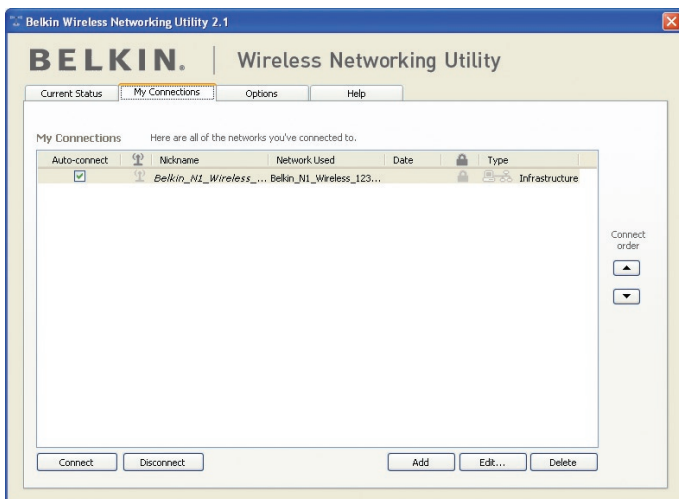 Belkin Wireless Networking Utility 2.1
BELKIN. | Wireless Networking Utility
Current Status My Connections Options Help
My Connections Here are all of the networks you've connected to.
Auto-connect Nickname Network Used Date Type
Belkin_N1_Wireless_... Belkin_N1_Wireless_123... Infrastructure
Connect
order
Connect Disconnect Add Edit... Delete